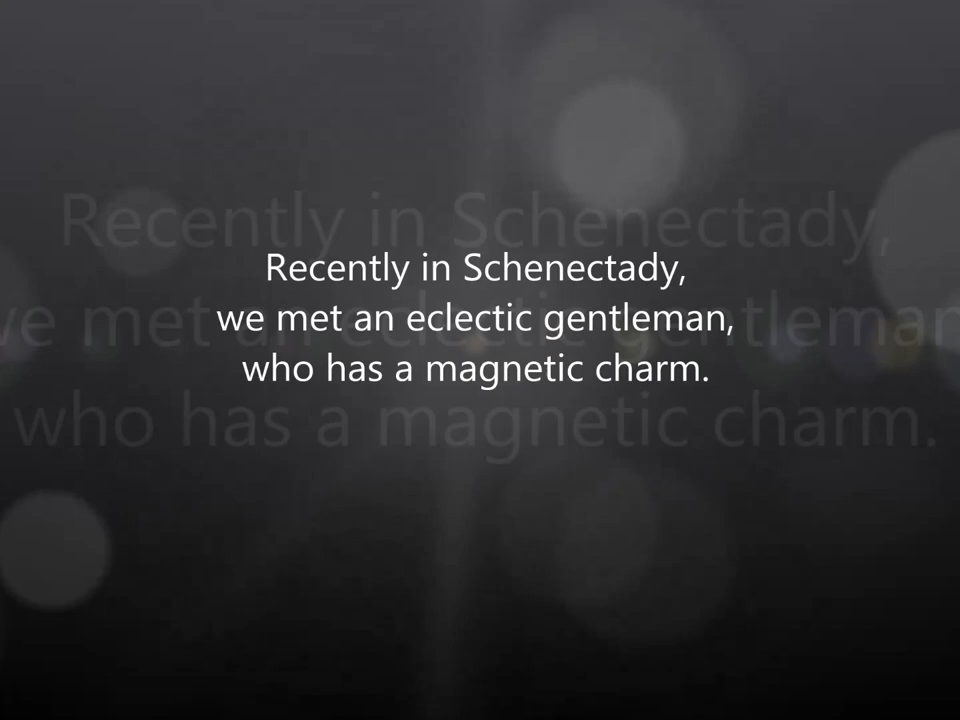 Recently in Schenectady,
we met an eclectic gentleman,
who has a magnetic charm.